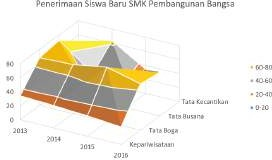 Penerimaan Siswa Baru SMK Pembangunan Bangsa
80
60
40
20
0
2013
2014
2015
2016
Tata Kecantikan
Tata Busana
Tata Boga
Kepariwisataan
60-80
40-60
20-40
0-20